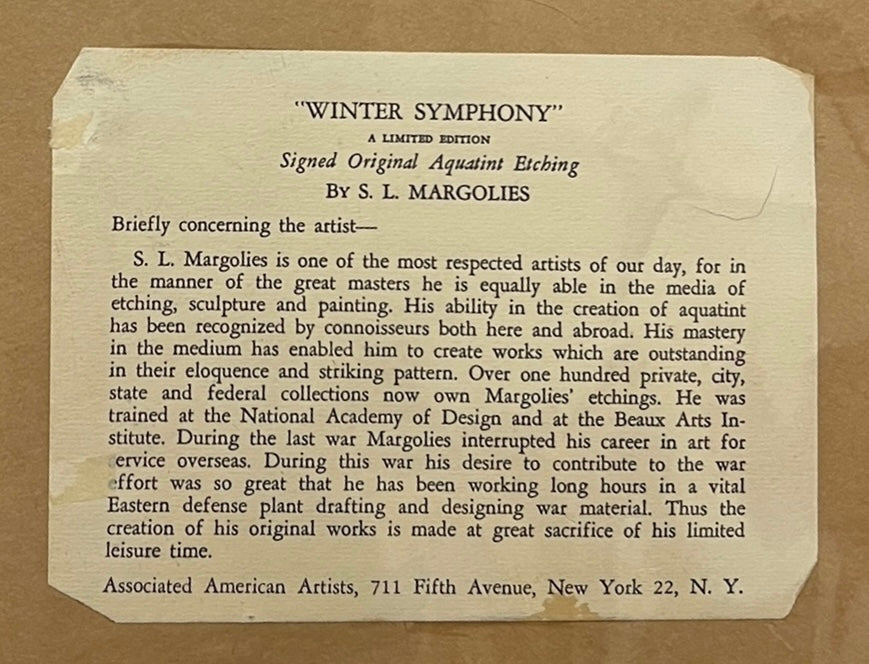 "WINTER SYMPHONY"
A LIMITED EDITION
Signed Original Aquatint Etching
BY S. L. MARGOLIES
Briefly concerning the artist—
S. L. Margolies is one of the most respected artists of our day, for in
the manner of the great masters he is equally able in the media of
etching, sculpture and painting. His ability in the creation of aquatint
has been recognized by connoisseurs both here and abroad. His mastery
in the medium has enabled him to create works which are outstanding
in their eloquence and striking pattern. Over one hundred private, city,
state and federal collections now own Margolies' etchings. He was
trained at the National Academy of Design and at the Beaux Arts In-
stitute. During the last war Margolies interrupted his career in art for
service overseas. During this war his desire to contribute to the war
effort was so great that he has been working long hours in a vital
Eastern defense plant drafting and designing war material. Thus the
creation of his original works is made at great sacrifice of his limited
leisure time.
Associated American Artists, 711 Fifth Avenue, New York 22, N. Y.